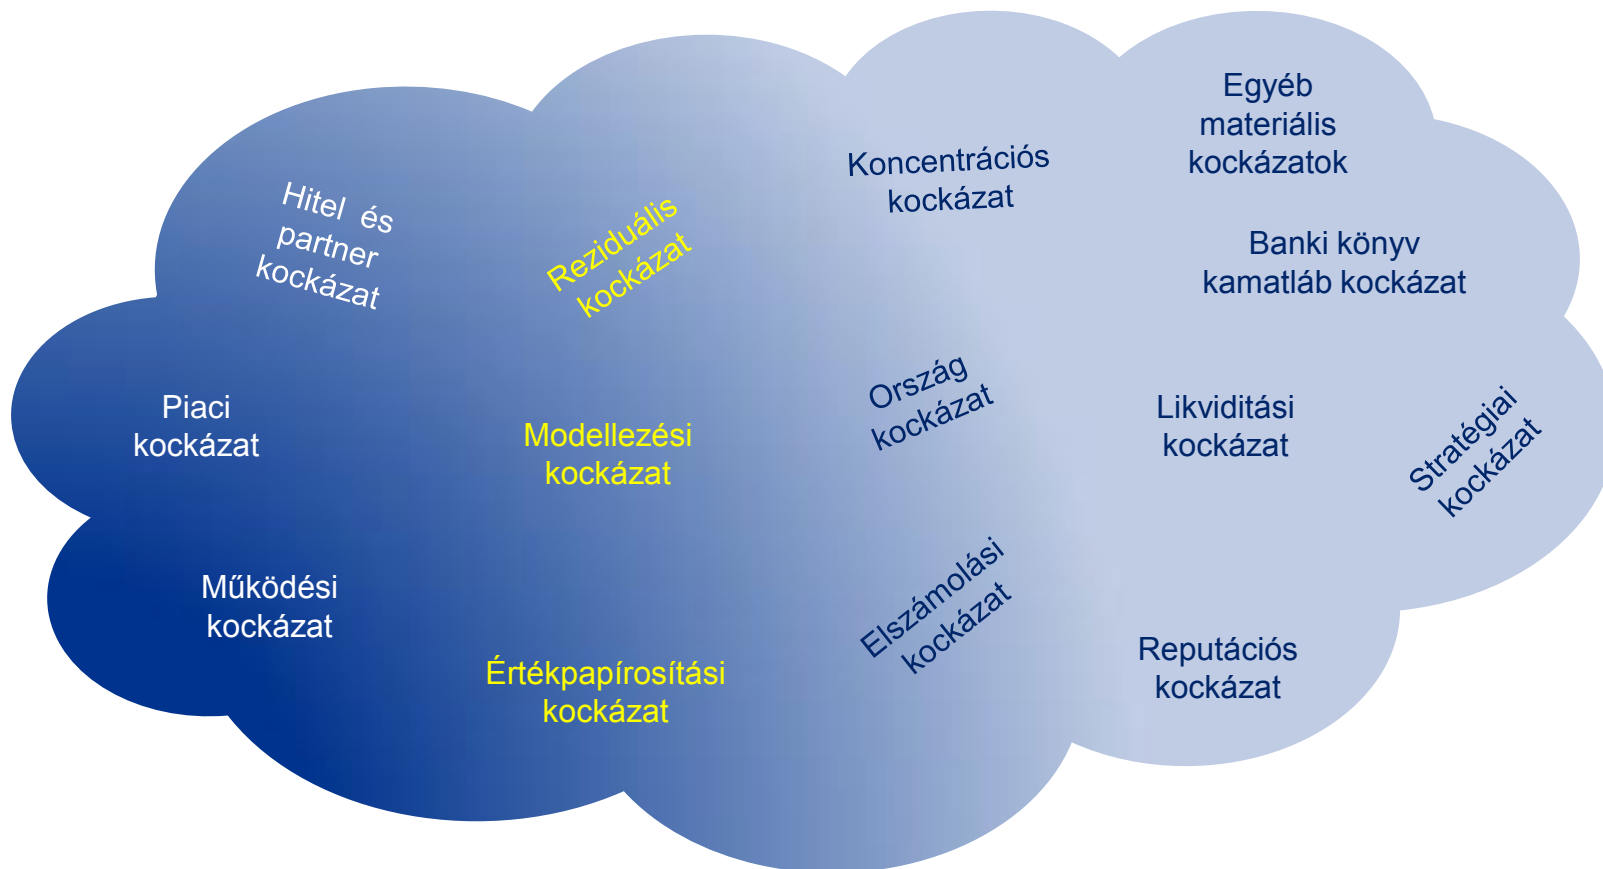 Hitel és
partner
kockázat
Piaci
kockázat
Működési
kockázat
Reziduális
kockázat
Modellezési
kockázat
Értékpapírosítási
kockázat
Koncentrációs
kockázat
Ország
kockázat
Elszámolási
kockázat
Egyéb
materiális
kockázatok
Banki könyv
kamatláb kockázat
Likviditási
kockázat
Stratégiai
kockázat
Reputációs
kockázat